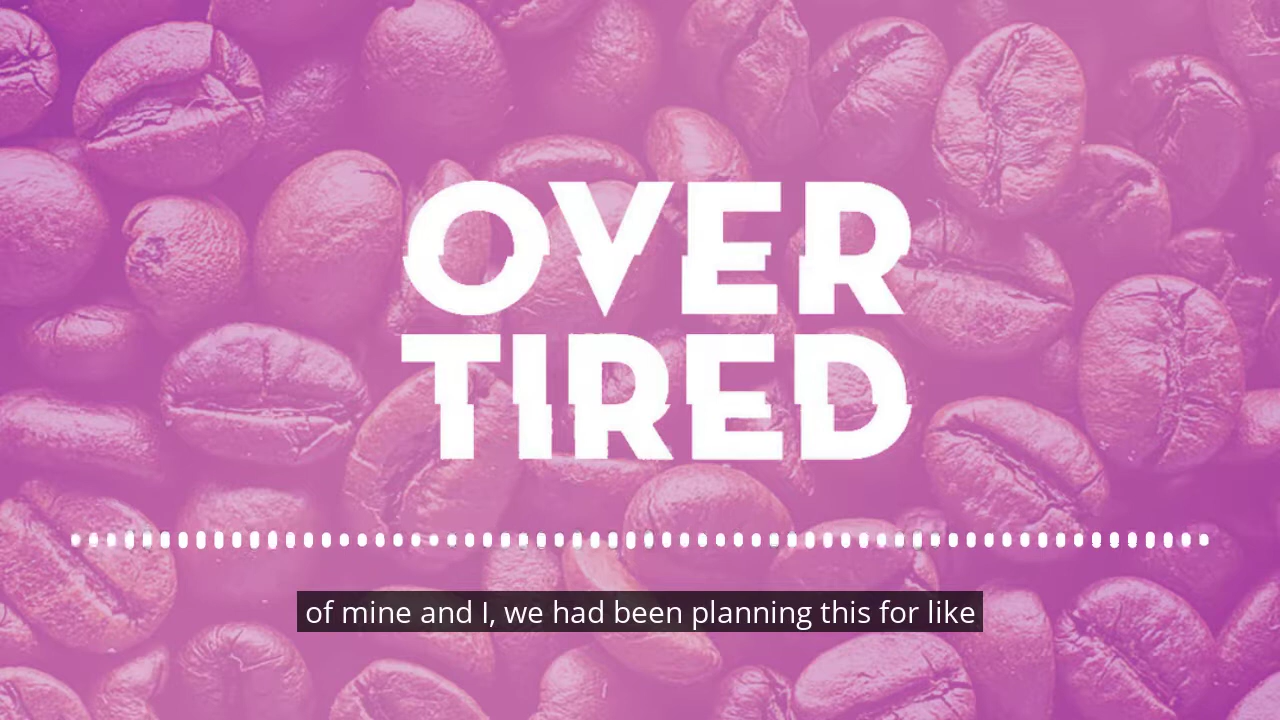 OVER
TIRED
of mine and I, we had been planning this for like